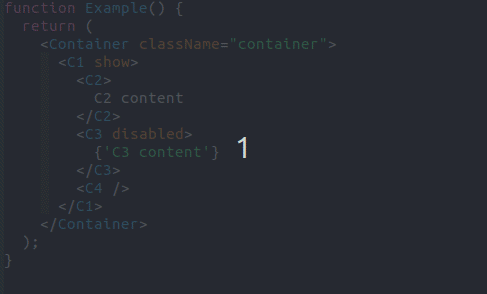 function Example() {
  return (
    <Container className="container">
      <C1 show>
        <C2>
          C2 content
        </C2>
        <C3 disabled>
          {'C3 content'}
        </C3>
        <C4 />
      </C1>
    </Container>
  );
}
1